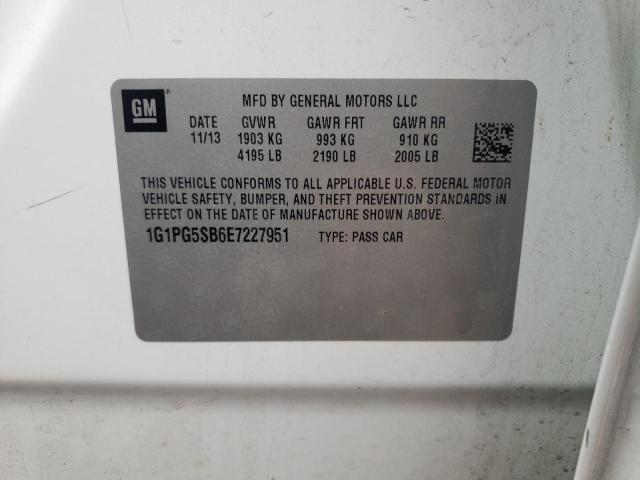 GM
MFD BY GENERAL MOTORS LLC
DATE GVWR GAWR FRT GAWR RR
11/13 1903 KG 993 KG 910 KG
4195 LB 2190 LB 2005 LB
THIS VEHICLE CONFORMS TO ALL APPLICABLE U.S. FEDERAL MOTOR
VEHICLE SAFETY, BUMPER, AND THEFT PREVENTION STANDARDS IN
EFFECT ON THE DATE OF MANUFACTURE SHOWN ABOVE.
1G1PG5SB6E7227951 TYPE: PASS CAR